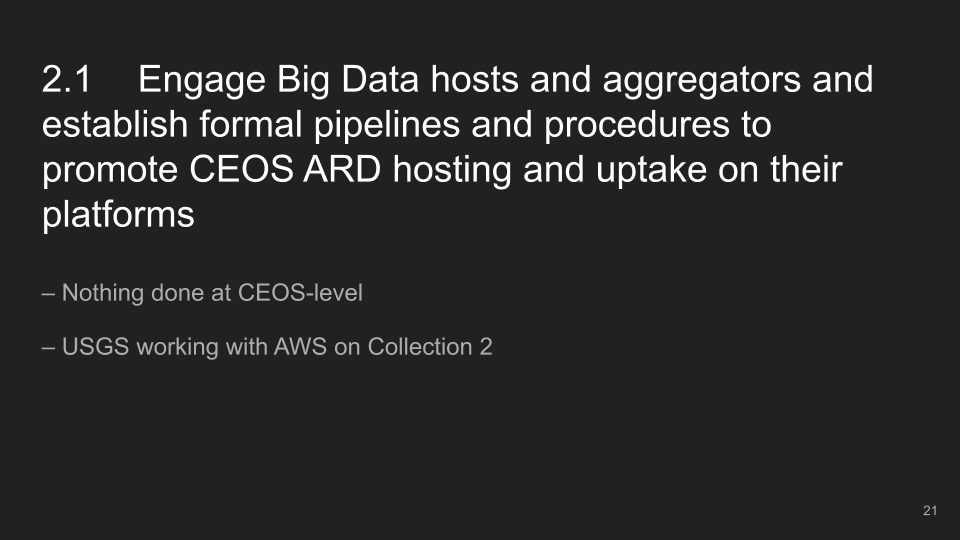 2.1 Engage Big Data hosts and aggregators and
establish formal pipelines and procedures to
promote CEOS ARD hosting and uptake on their
platforms
– Nothing done at CEOS-level
– USGS working with AWS on Collection 2
21